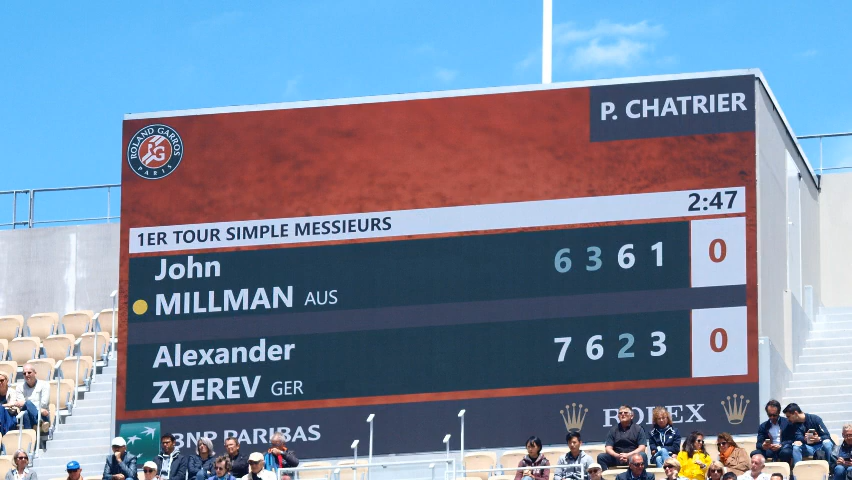 P. CHATRIER
ROLAND GARROS
RG
PARIS
1ER TOUR SIMPLE MESSIEURS 2:47
John
MILLMAN AUS 6 3 6 1 0
Alexander
ZVEREV GER 7 6 2 3 0
BNP PARIBAS ROLEX